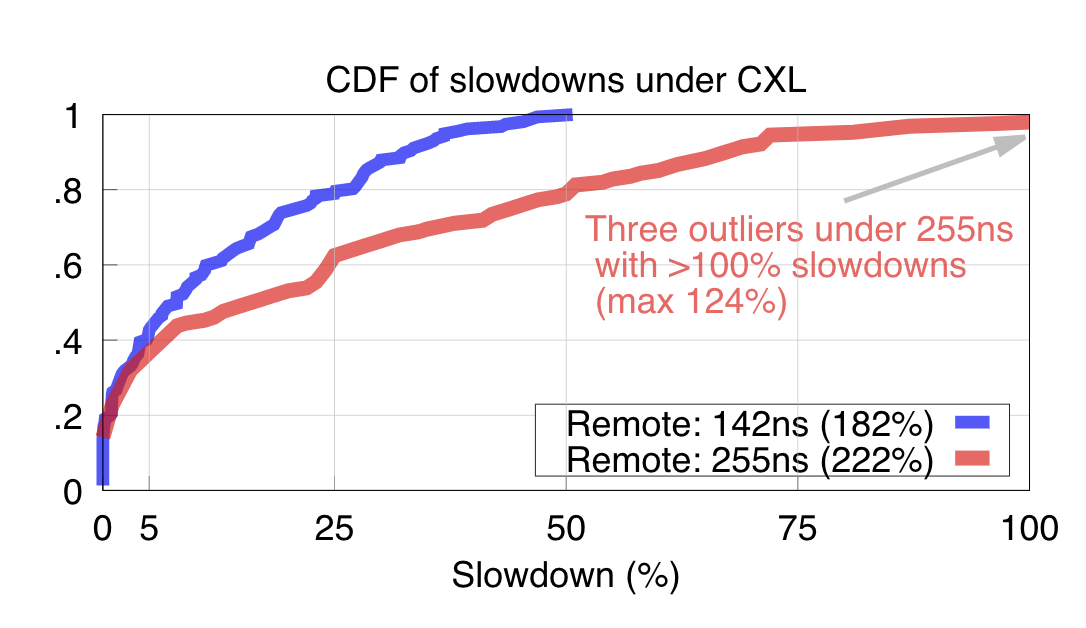 CDF of slowdowns under CXL
1
.8
.6
.4
.2
0
Three outliers under 255ns
with >100% slowdowns
(max 124%)
Remote: 142ns (182%)
Remote: 255ns (222%)
0 5 25 50 75 100
Slowdown (%)